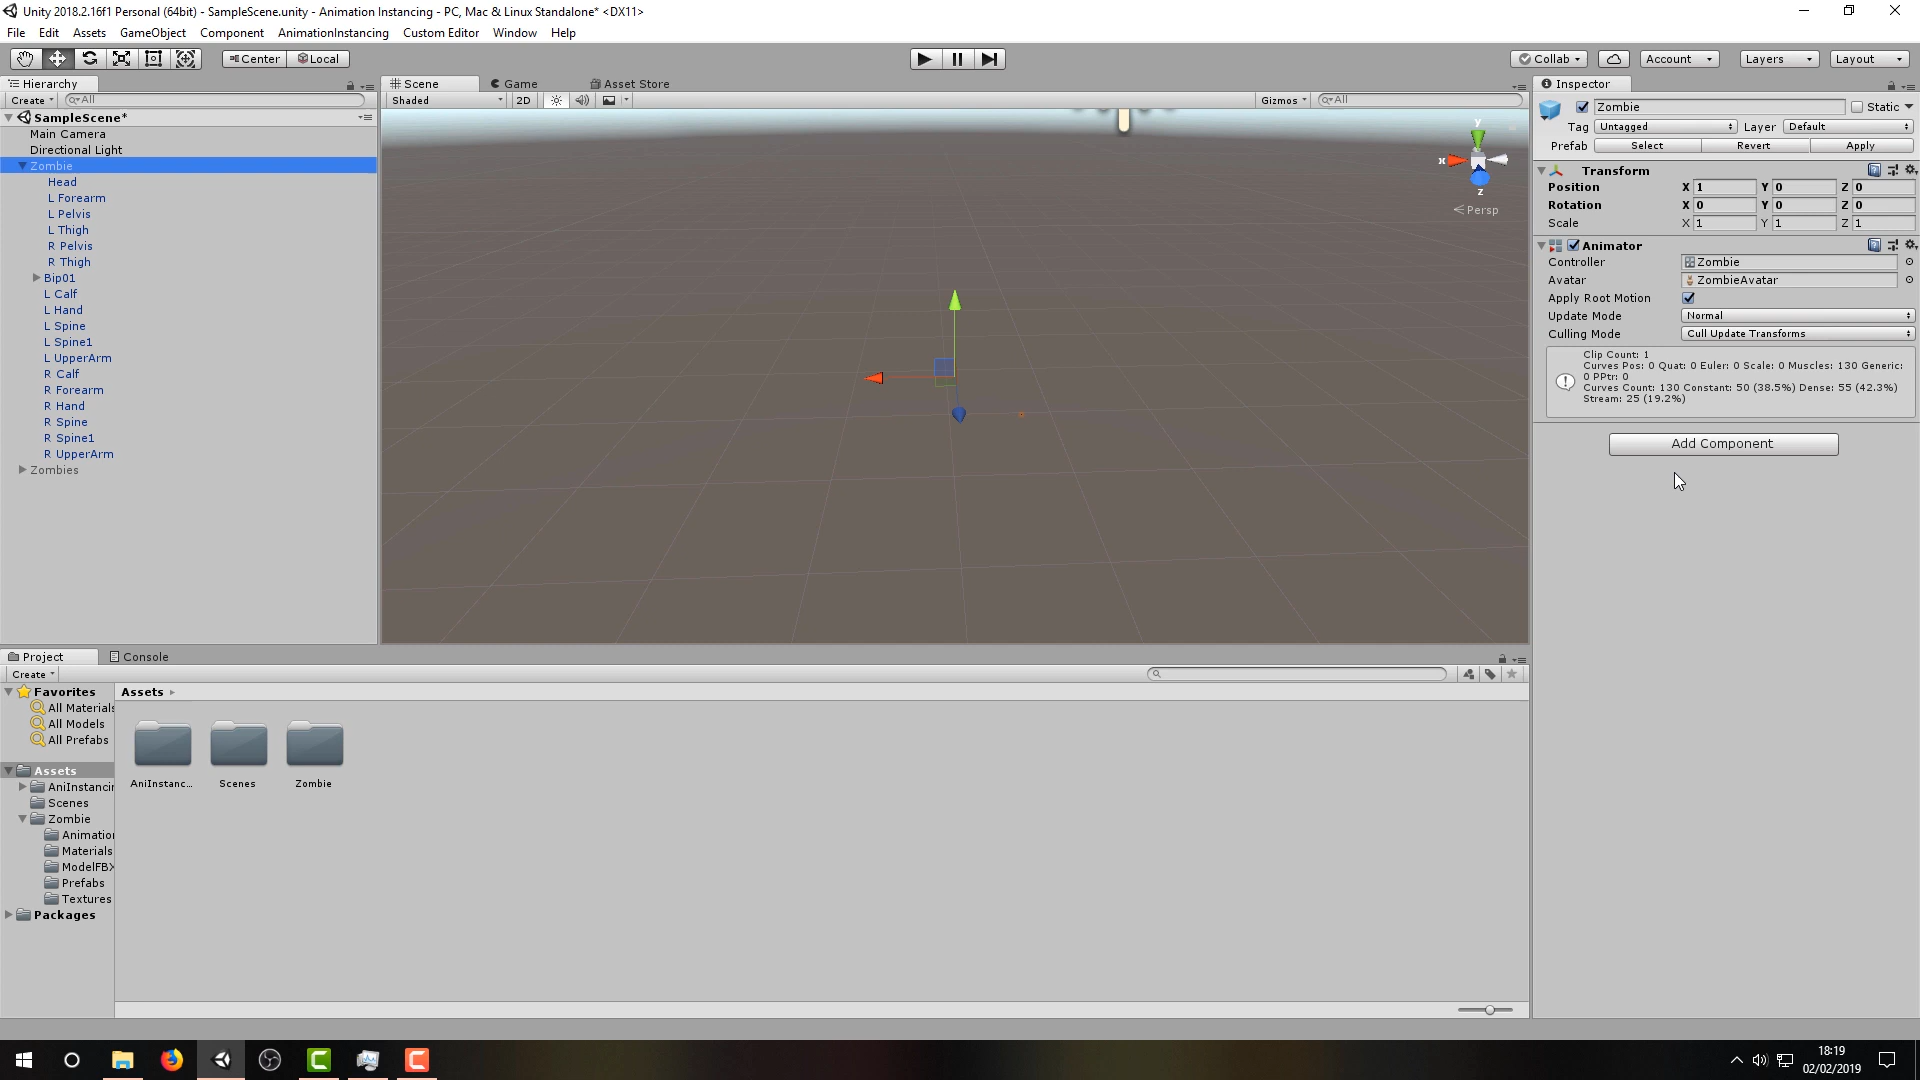 Unity 2018.2.16f1 Personal (64bit) - SampleScene.unity - Animation Instancing - PC, Mac & Linux Standalone* <DX11>
File Edit Assets GameObject Component AnimationInstancing Custom Editor Window Help
Center Local Collab Account Layers Layout
Hierarchy
Create All
SampleScene*
Main Camera
Directional Light
Zombie
Head
L Forearm
L Pelvis
L Thigh
R Pelvis
R Thigh
Bip01
L Calf
L Hand
L Spine
L Spine1
L UpperArm
R Calf
R Forearm
R Hand
R Spine
R Spine1
R UpperArm
Zombies
Scene Game Asset Store
Shaded 2D Gizmos All
y
x
z
Persp
Inspector
Zombie Static
Tag Untagged Layer Default
Prefab Select Revert Apply
Transform
Position X 1 Y 0 Z 0
Rotation X 0 Y 0 Z 0
Scale X 1 Y 1 Z 1
Animator
Controller Zombie
Avatar ZombieAvatar
Apply Root Motion
Update Mode Normal
Culling Mode Cull Update Transforms
Clip Count: 1
Curves Pos: 0 Quat: 0 Euler: 0 Scale: 0 Muscles: 130 Generic:
0 PPtr: 0
Curves Count: 130 Constant: 50 (38.5%) Dense: 55 (42.3%)
Stream: 25 (19.2%)
Add Component
Project Console
Create
Favorites
All Materials
All Models
All Prefabs
Assets
AniInstancin
Scenes
Zombie
Animatio
Materials
ModelFBX
Prefabs
Textures
Packages
Assets
AniInstanc... Scenes Zombie
18:19
02/02/2019